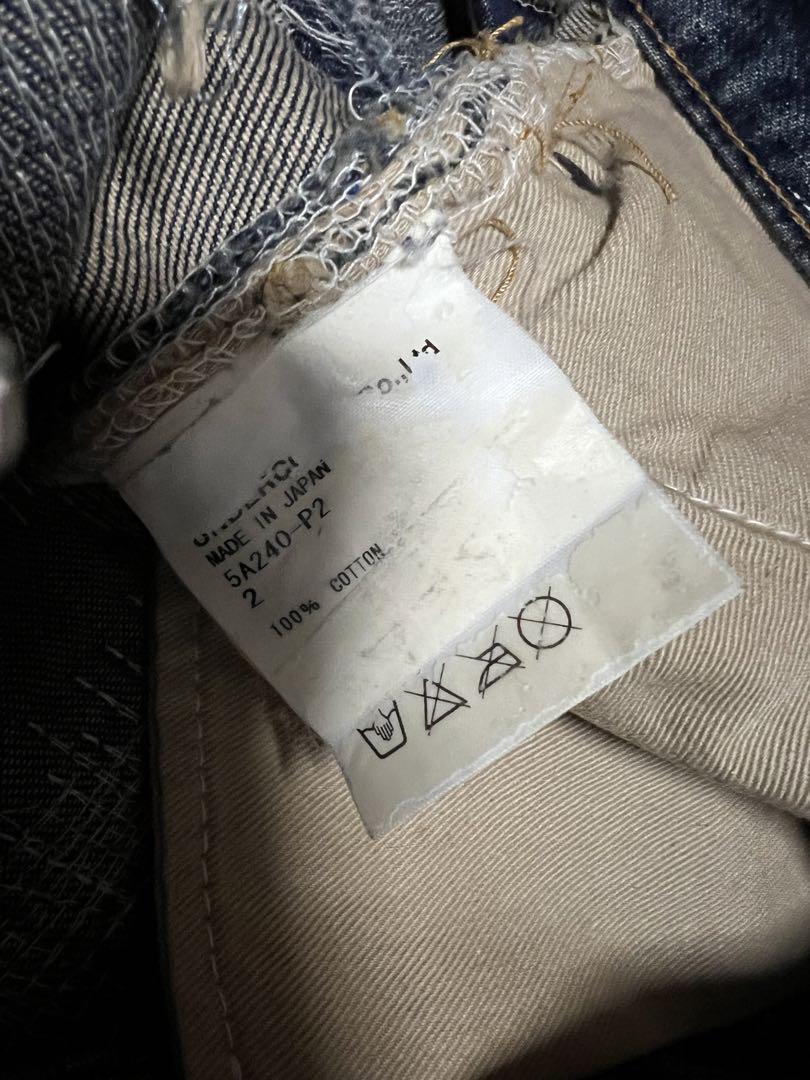 MADE IN JAPAN
5A240-P2
2
100% COTTON